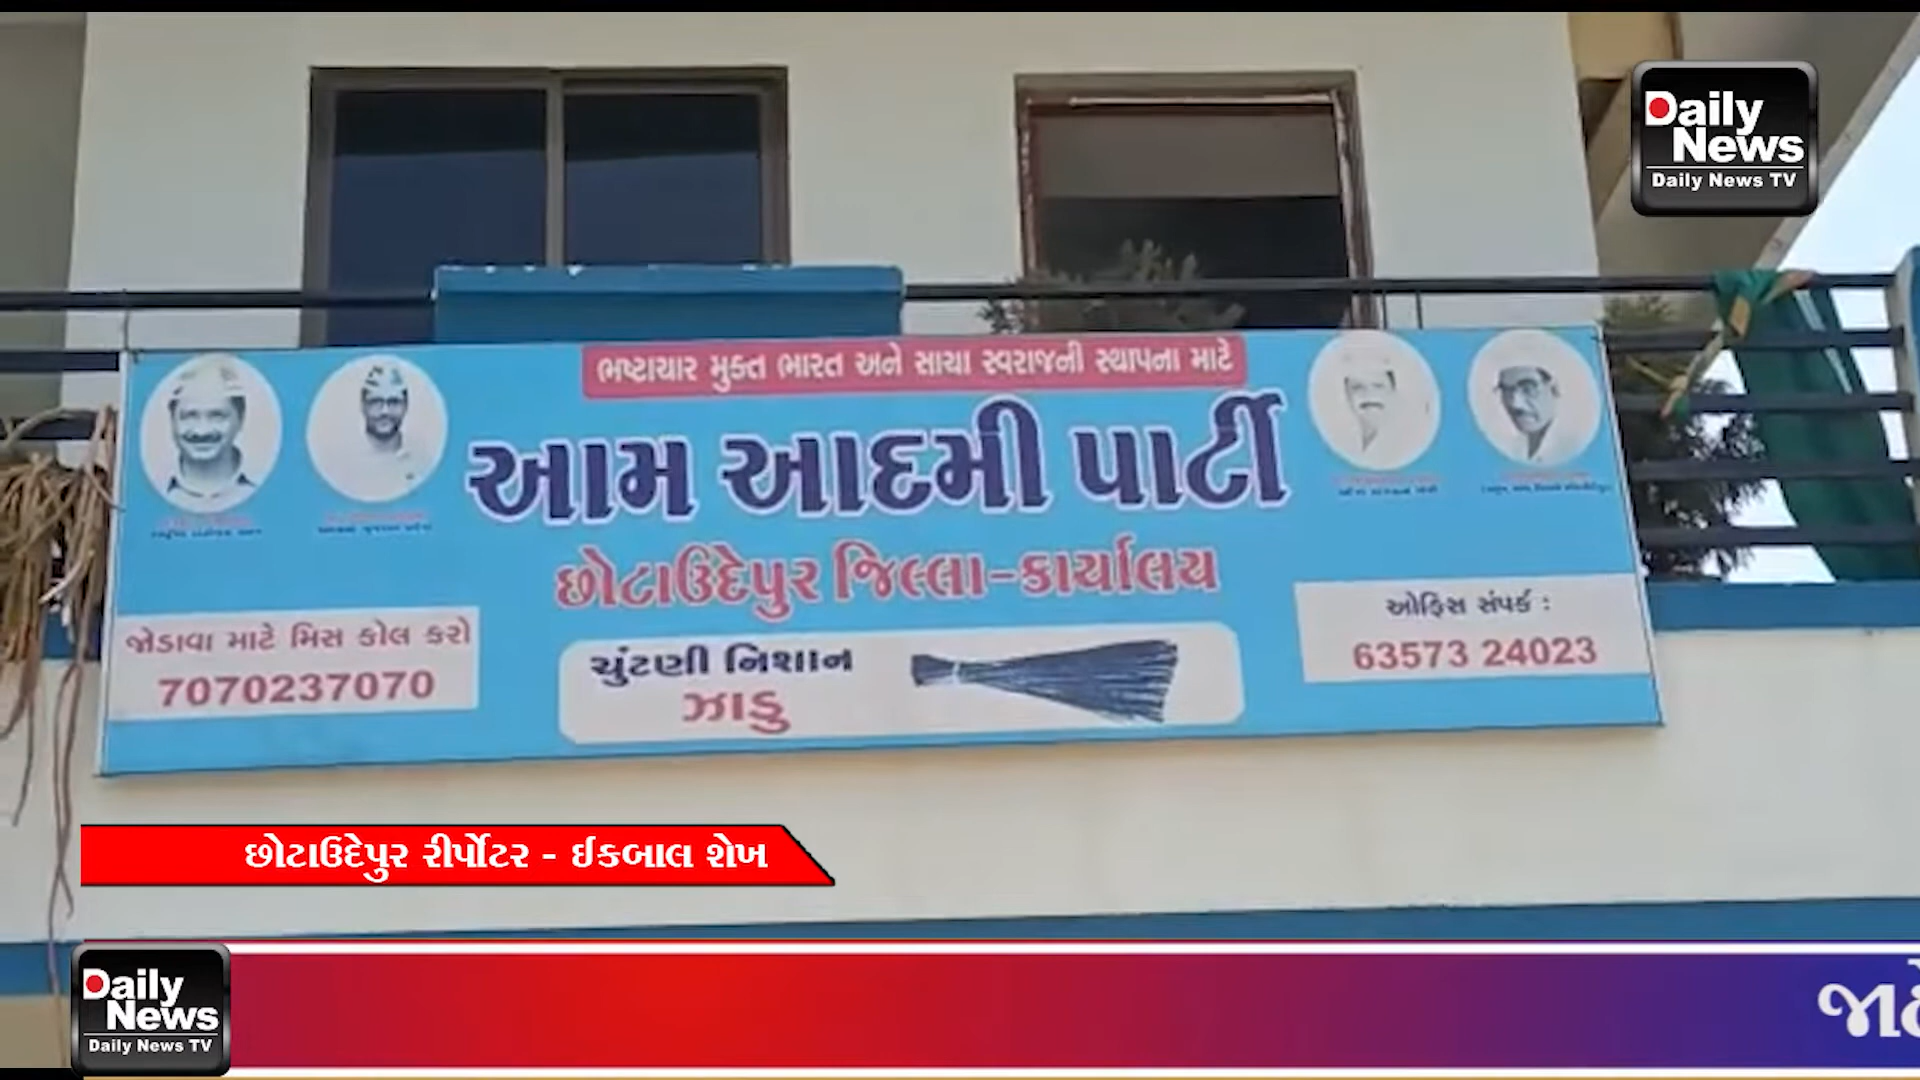 Daily
News
Daily News TV
ભષ્ટાચાર મુક્ત ભારત અને સાચા સ્વરાજની સ્થાપના માટે
આમ આદમી પાર્ટી
છોટાઉદેપુર જિલ્લા-કાર્યાલય
જોડાવા માટે મિસ કોલ કરો
7070237070
ચુંટણી નિશાન
ઝાડુ
ઓફિસ સંપર્ક :
63573 24023
છોટાઉદેપુર રીર્પોટર - ઈકબાલ શેખ
Daily
News
Daily News TV